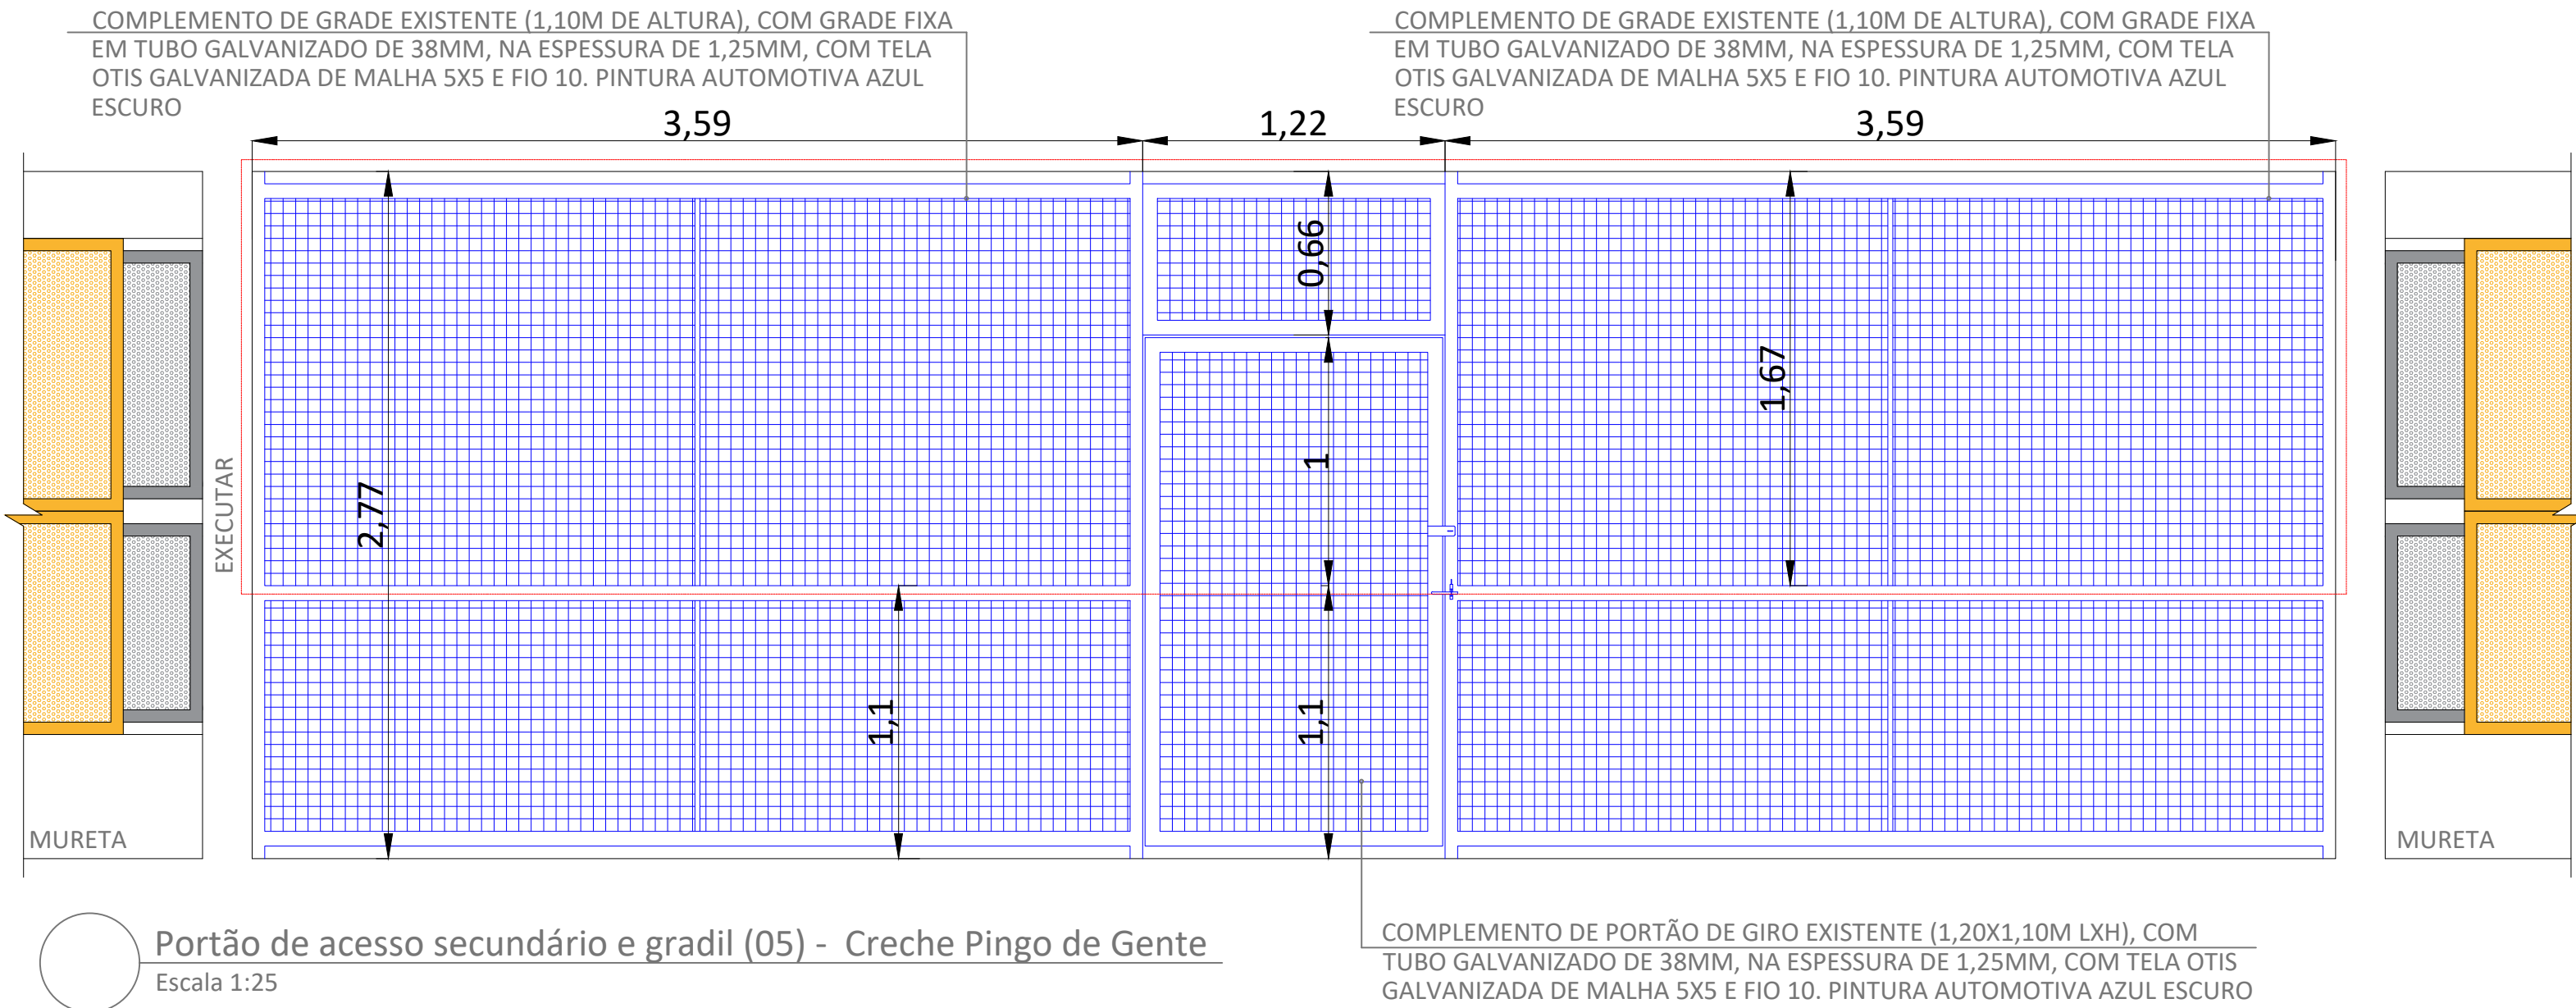 COMPLEMENTO DE GRADE EXISTENTE (1,10M DE ALTURA), COM GRADE FIXA
EM TUBO GALVANIZADO DE 38MM, NA ESPESSURA DE 1,25MM, COM TELA
OTIS GALVANIZADA DE MALHA 5X5 E FIO 10. PINTURA AUTOMOTIVA AZUL
ESCURO
COMPLEMENTO DE GRADE EXISTENTE (1,10M DE ALTURA), COM GRADE FIXA
EM TUBO GALVANIZADO DE 38MM, NA ESPESSURA DE 1,25MM, COM TELA
OTIS GALVANIZADA DE MALHA 5X5 E FIO 10. PINTURA AUTOMOTIVA AZUL
ESCURO
3,59
1,22
3,59
0,66
1,67
1
2,77
EXECUTAR
1,1
1,1
MURETA
MURETA
Portão de acesso secundário e gradil (05) - Creche Pingo de Gente
Escala 1:25
COMPLEMENTO DE PORTÃO DE GIRO EXISTENTE (1,20X1,10M LXH), COM
TUBO GALVANIZADO DE 38MM, NA ESPESSURA DE 1,25MM, COM TELA OTIS
GALVANIZADA DE MALHA 5X5 E FIO 10. PINTURA AUTOMOTIVA AZUL ESCURO